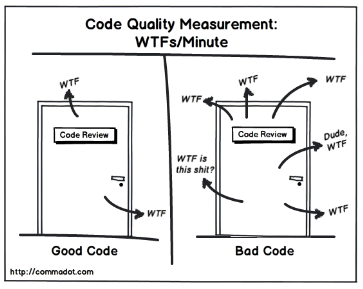 Code Quality Measurement:
WTFs/Minute
WTF
Code Review
WTF
Good Code
WTF
WTF
WTF
Code Review
Dude,
WTF
WTF is
this shit?
WTF
Bad Code
http://commadot.com